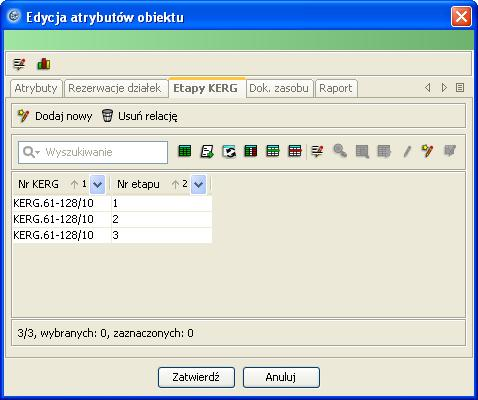 Edycja atrybutów obiektu
Atrybuty Rezerwacje działek Etapy KERG Dok. zasobu Raport
Dodaj nowy Usuń relację
Wyszukiwanie
Nr KERG 1 Nr etapu 2
KERG.61-128/10 1
KERG.61-128/10 2
KERG.61-128/10 3
3/3, wybranych: 0, zaznaczonych: 0
Zatwierdź Anuluj